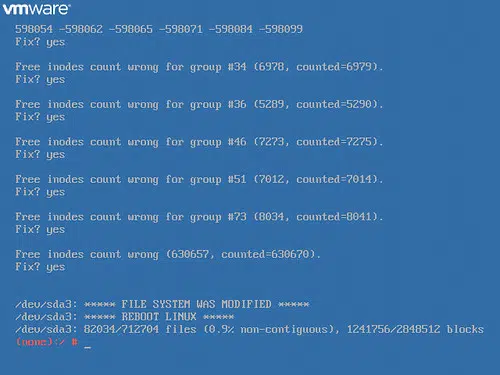 vmware
598054 -598062 -598065 -598071 -598084 -598099
Fix? yes
Free inodes count wrong for group #34 (6978, counted=6979).
Fix? yes
Free inodes count wrong for group #36 (5289, counted=5290).
Fix? yes
Free inodes count wrong for group #46 (7273, counted=7275).
Fix? yes
Free inodes count wrong for group #51 (7012, counted=7014).
Fix? yes
Free inodes count wrong for group #73 (8034, counted=8041).
Fix? yes
Free inodes count wrong (630657, counted=630670).
Fix? yes
/dev/sda3: ***** FILE SYSTEM WAS MODIFIED *****
/dev/sda3: ***** REBOOT LINUX *****
/dev/sda3: 82034/712704 files (0.9% non-contiguous), 1241756/2848512 blocks
(none):/ # _